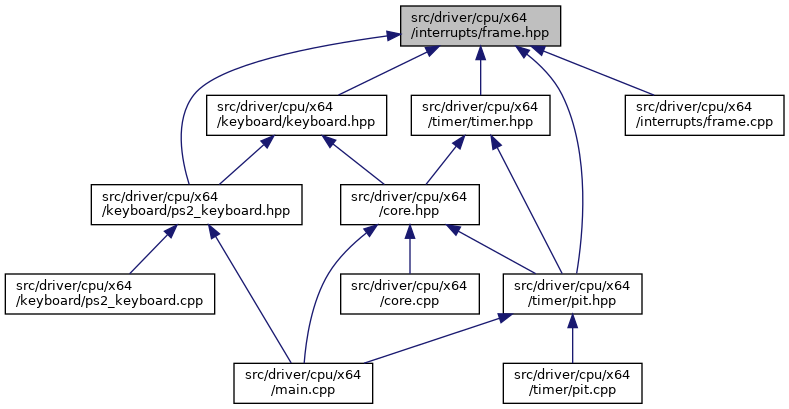 src/driver/cpu/x64
/interrupts/frame.hpp
src/driver/cpu/x64
/keyboard/keyboard.hpp
src/driver/cpu/x64
/timer/timer.hpp
src/driver/cpu/x64
/interrupts/frame.cpp
src/driver/cpu/x64
/keyboard/ps2_keyboard.hpp
src/driver/cpu/x64
/core.hpp
src/driver/cpu/x64
/keyboard/ps2_keyboard.cpp
src/driver/cpu/x64
/core.cpp
src/driver/cpu/x64
/timer/pit.hpp
src/driver/cpu/x64
/main.cpp
src/driver/cpu/x64
/timer/pit.cpp